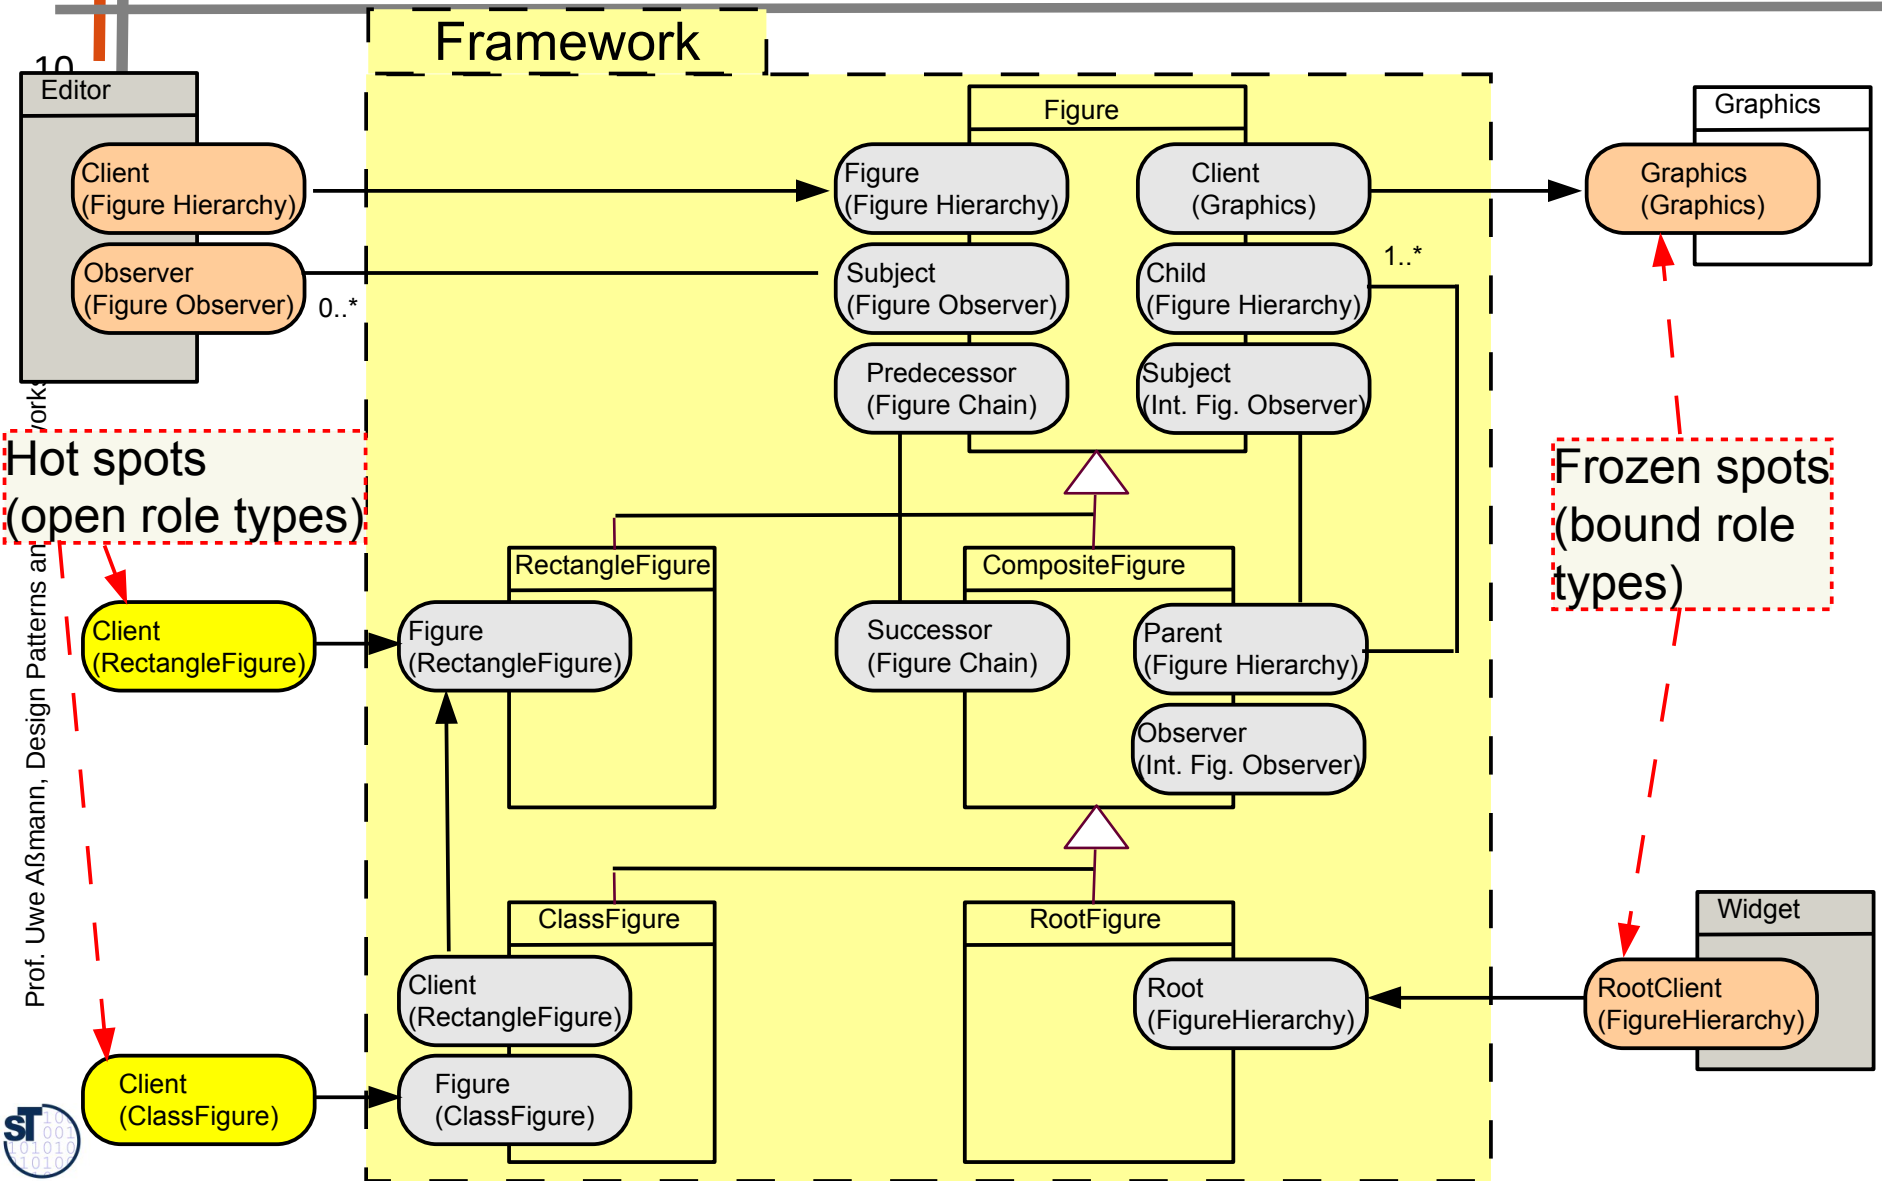 Framework
10
Editor
Client
(Figure Hierarchy)
Observer
(Figure Observer)
0..*
Figure
Figure
(Figure Hierarchy)
Client
(Graphics)
Subject
(Figure Observer)
Child
(Figure Hierarchy)
1..*
Predecessor
(Figure Chain)
Subject
(Int. Fig. Observer)
Graphics
Graphics
(Graphics)
Hot spots
(open role types)
Frozen spots
(bound role
types)
RectangleFigure
CompositeFigure
Client
(RectangleFigure)
Figure
(RectangleFigure)
Successor
(Figure Chain)
Parent
(Figure Hierarchy)
Observer
(Int. Fig. Observer)
ClassFigure
RootFigure
Widget
Client
(RectangleFigure)
Root
(FigureHierarchy)
RootClient
(FigureHierarchy)
Client
(ClassFigure)
Figure
(ClassFigure)
Prof. Uwe Aßmann, Design Patterns an
works
ST